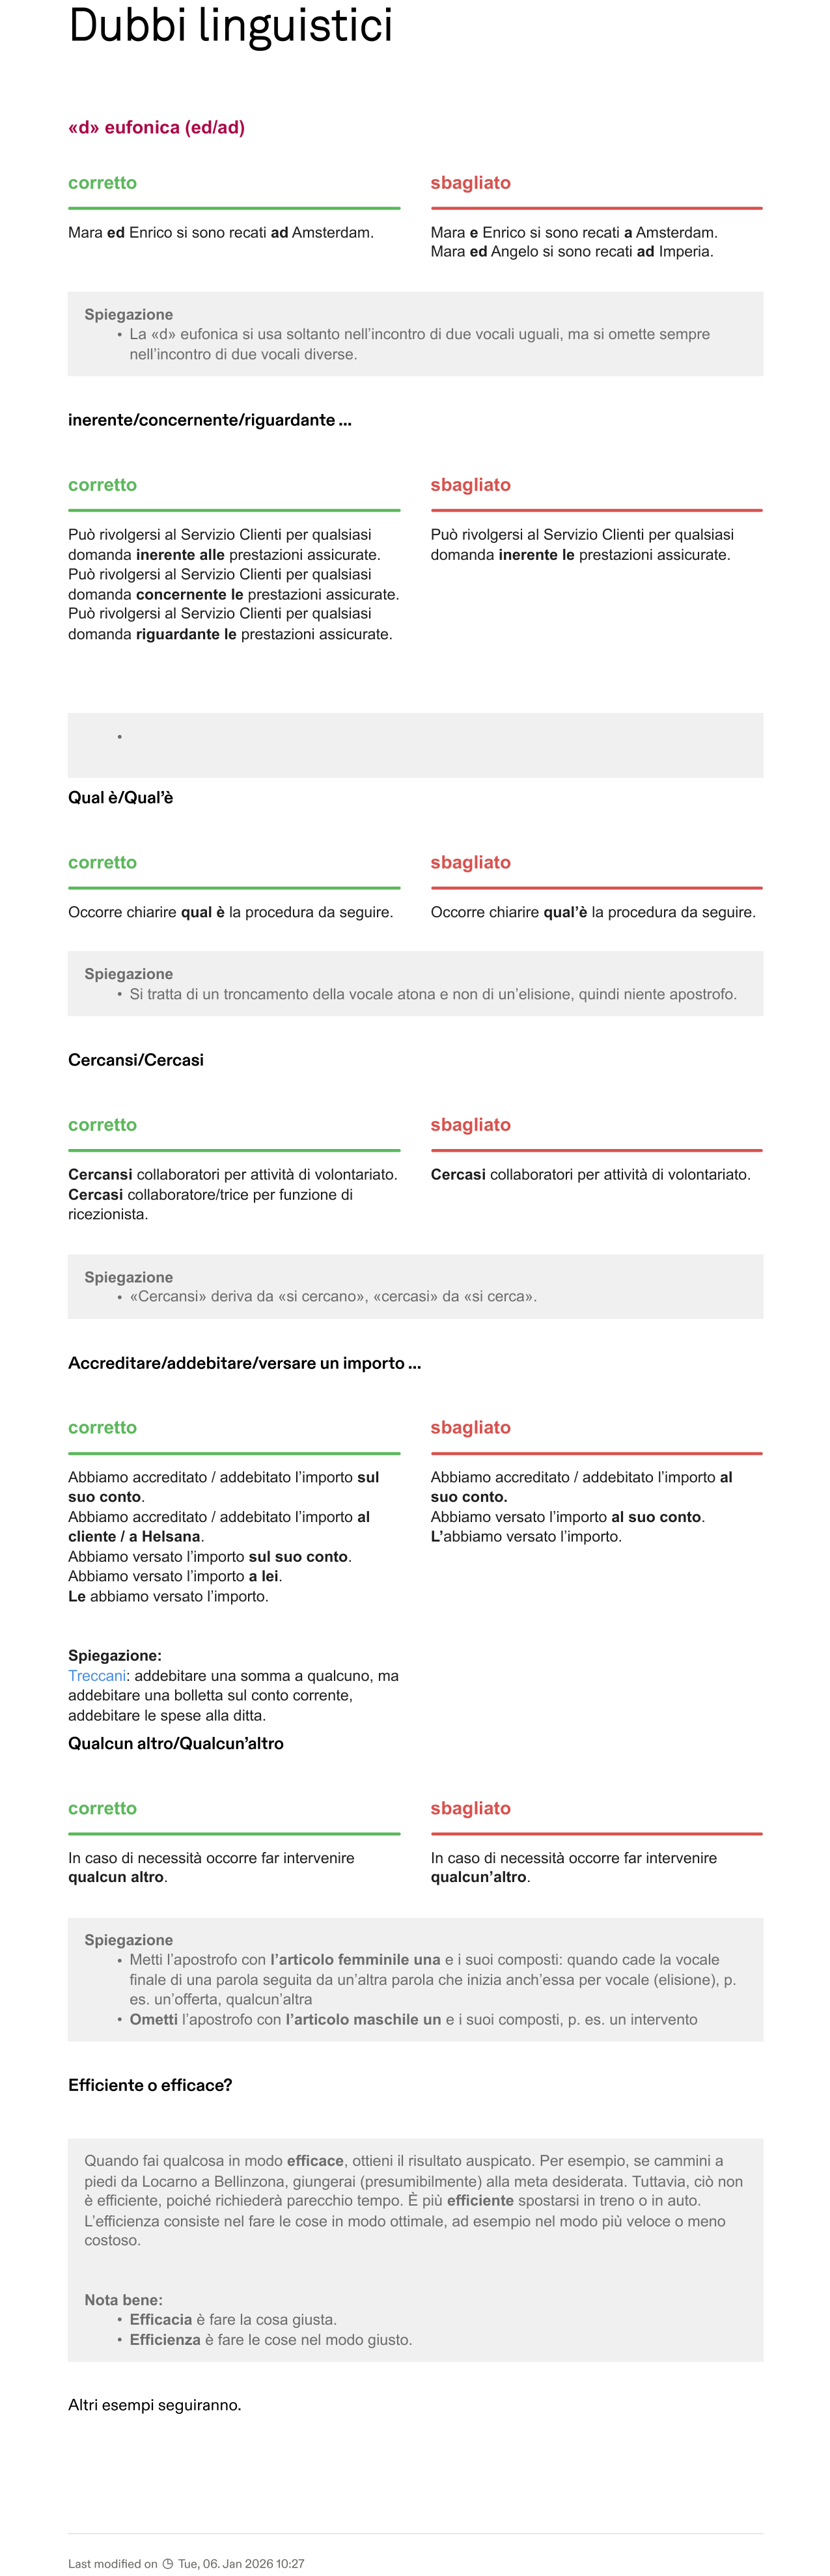 Dubbi linguistici
«d» eufonica (ed/ad)
corretto
Mara ed Enrico si sono recati ad Amsterdam.
sbagliato
Mara e Enrico si sono recati a Amsterdam.
Mara ed Angelo si sono recati ad Imperia.
Spiegazione
• La «d» eufonica si usa soltanto nell’incontro di due vocali uguali, ma si omette sempre
nell’incontro di due vocali diverse.
inerente/concernente/riguardante ...
corretto
Può rivolgersi al Servizio Clienti per qualsiasi
domanda inerente alle prestazioni assicurate.
Può rivolgersi al Servizio Clienti per qualsiasi
domanda concernente le prestazioni assicurate.
Può rivolgersi al Servizio Clienti per qualsiasi
domanda riguardante le prestazioni assicurate.
sbagliato
Può rivolgersi al Servizio Clienti per qualsiasi
domanda inerente le prestazioni assicurate.
•
Qual è/Qual’è
corretto
Occorre chiarire qual è la procedura da seguire.
sbagliato
Occorre chiarire qual’è la procedura da seguire.
Spiegazione
• Si tratta di un troncamento della vocale atona e non di un’elisione, quindi niente apostrofo.
Cercansi/Cercasi
corretto
Cercansi collaboratori per attività di volontariato.
Cercasi collaboratore/trice per funzione di
ricezionista.
sbagliato
Cercasi collaboratori per attività di volontariato.
Spiegazione
• «Cercansi» deriva da «si cercano», «cercasi» da «si cerca».
Accreditare/addebitare/versare un importo ...
corretto
Abbiamo accreditato / addebitato l’importo sul
suo conto.
Abbiamo accreditato / addebitato l’importo al
cliente / a Helsana.
Abbiamo versato l’importo sul suo conto.
Abbiamo versato l’importo a lei.
Le abbiamo versato l’importo.
Spiegazione:
Treccani: addebitare una somma a qualcuno, ma
addebitare una bolletta sul conto corrente,
addebitare le spese alla ditta.
sbagliato
Abbiamo accreditato / addebitato l’importo al
suo conto.
Abbiamo versato l’importo al suo conto.
L’abbiamo versato l’importo.
Qualcun altro/Qualcun’altro
corretto
In caso di necessità occorre far intervenire
qualcun altro.
sbagliato
In caso di necessità occorre far intervenire
qualcun’altro.
Spiegazione
• Metti l’apostrofo con l’articolo femminile una e i suoi composti: quando cade la vocale
finale di una parola seguita da un’altra parola che inizia anch’essa per vocale (elisione), p.
es. un’offerta, qualcun’altra
• Ometti l’apostrofo con l’articolo maschile un e i suoi composti, p. es. un intervento
Efficiente o efficace?
Quando fai qualcosa in modo efficace, ottieni il risultato auspicato. Per esempio, se cammini a
piedi da Locarno a Bellinzona, giungerai (presumibilmente) alla meta desiderata. Tuttavia, ciò non
è efficiente, poiché richiederà parecchio tempo. È più efficiente spostarsi in treno o in auto.
L’efficienza consiste nel fare le cose in modo ottimale, ad esempio nel modo più veloce o meno
costoso.
Nota bene:
• Efficacia è fare la cosa giusta.
• Efficienza è fare le cose nel modo giusto.
Altri esempi seguiranno.
Last modified on Tue, 06. Jan 2026 10:27